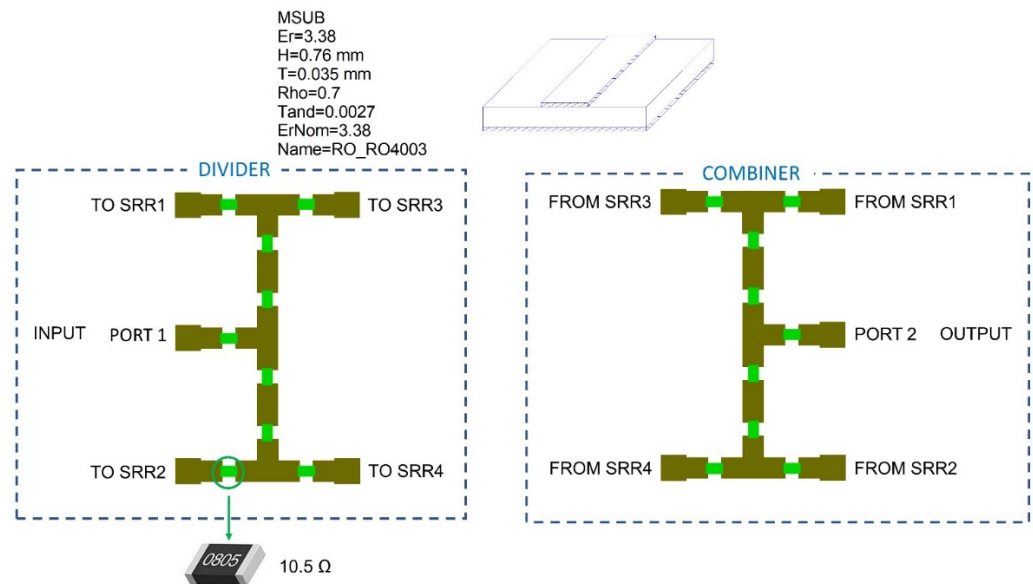 MSUB
Er=3.38
H=0.76 mm
T=0.035 mm
Rho=0.7
Tand=0.0027
ErNom=3.38
Name=RO_RO4003
DIVIDER
TO SRR1
TO SRR3
INPUT
PORT 1
TO SRR2
TO SRR4
0805
10.5 Ω
COMBINER
FROM SRR3
FROM SRR1
PORT 2
OUTPUT
FROM SRR4
FROM SRR2